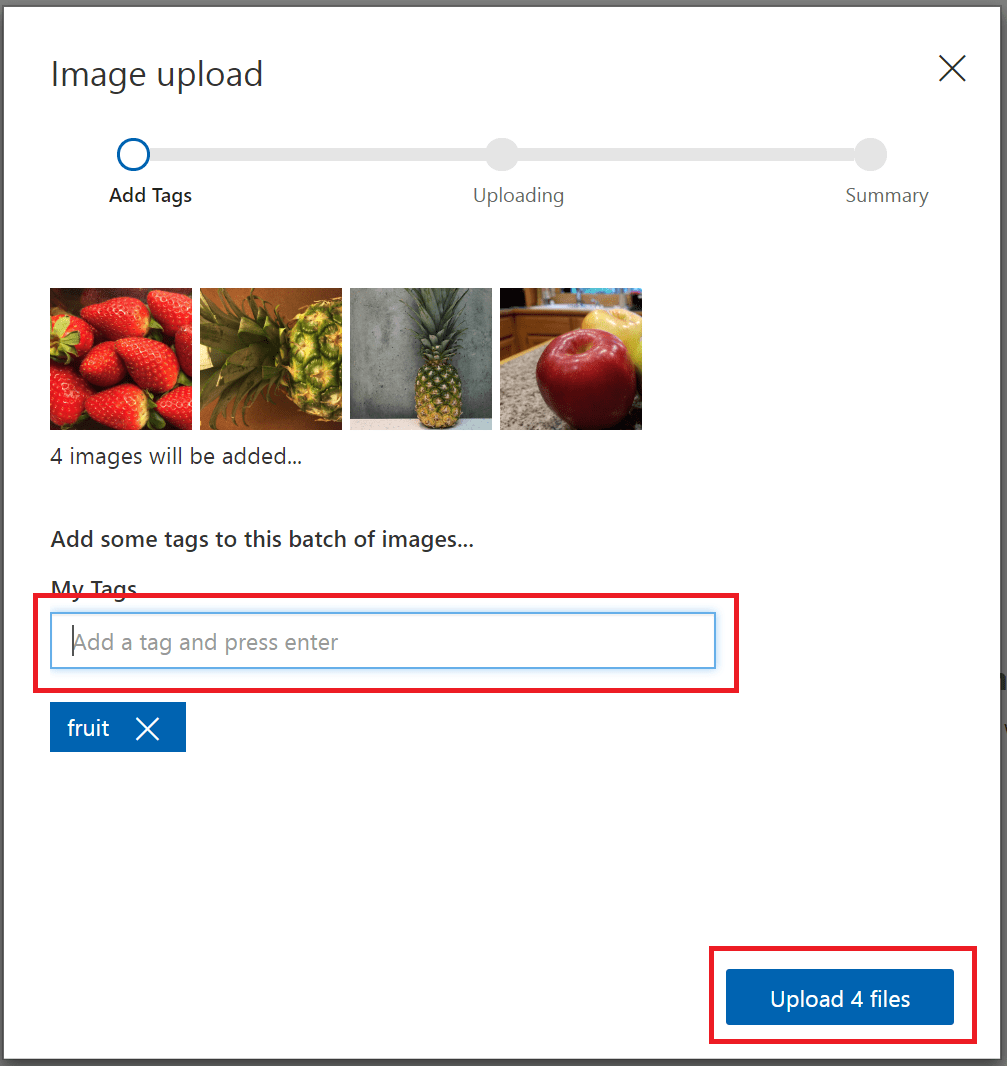 Image upload
Add Tags
Uploading
Summary
4 images will be added...
Add some tags to this batch of images...
My Tags
Add a tag and press enter
fruit
Upload 4 files